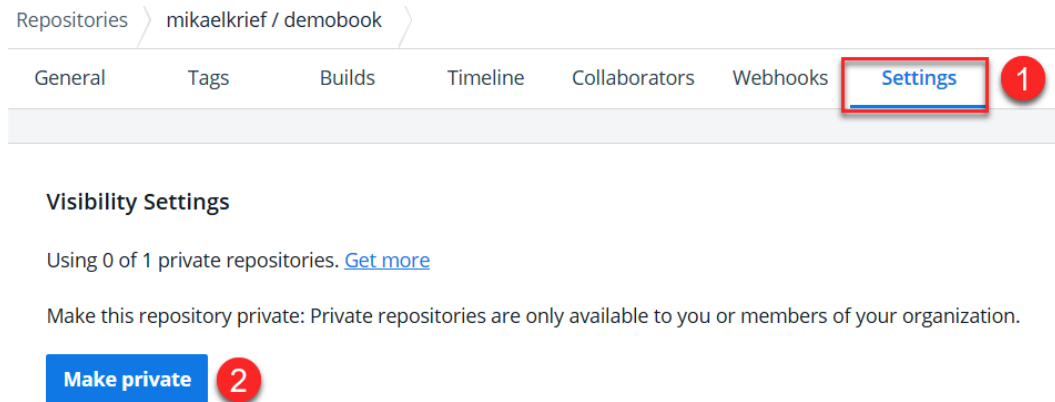 Repositories mikaelkrief / demobook
General Tags Builds Timeline Collaborators Webhooks Settings 1
Visibility Settings
Using 0 of 1 private repositories. Get more
Make this repository private: Private repositories are only available to you or members of your organization.
Make private 2